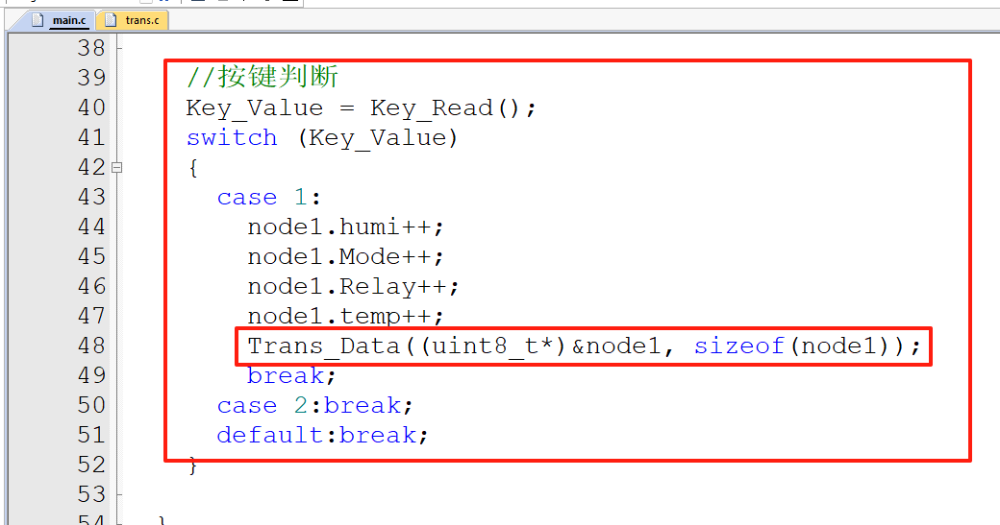 main.c trans.c
38
39 //按键判断
40 Key_Value = Key_Read();
41 switch (Key_Value)
42 {
43 case 1:
44 node1.humi++;
45 node1.Mode++;
46 node1.Relay++;
47 node1.temp++;
48 Trans_Data((uint8_t*)&node1, sizeof(node1));
49 break;
50 case 2:break;
51 default:break;
52 }
53
54 }